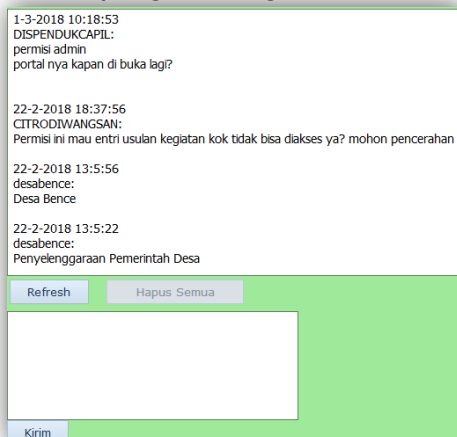 1-3-2018 10:18:53
DISPENDUKCAPIL:
permisi admin
portal nya kapan di buka lagi?
22-2-2018 18:37:56
CITRODIWANGSAN:
Permisi ini mau entri usulan kegiatan kok tidak bisa diakses ya? mohon pencerahan
22-2-2018 13:5:56
desabence:
Desa Bence
22-2-2018 13:5:22
desabence:
Penyelenggaraan Pemerintah Desa
Refresh Hapus Semua
Kirim